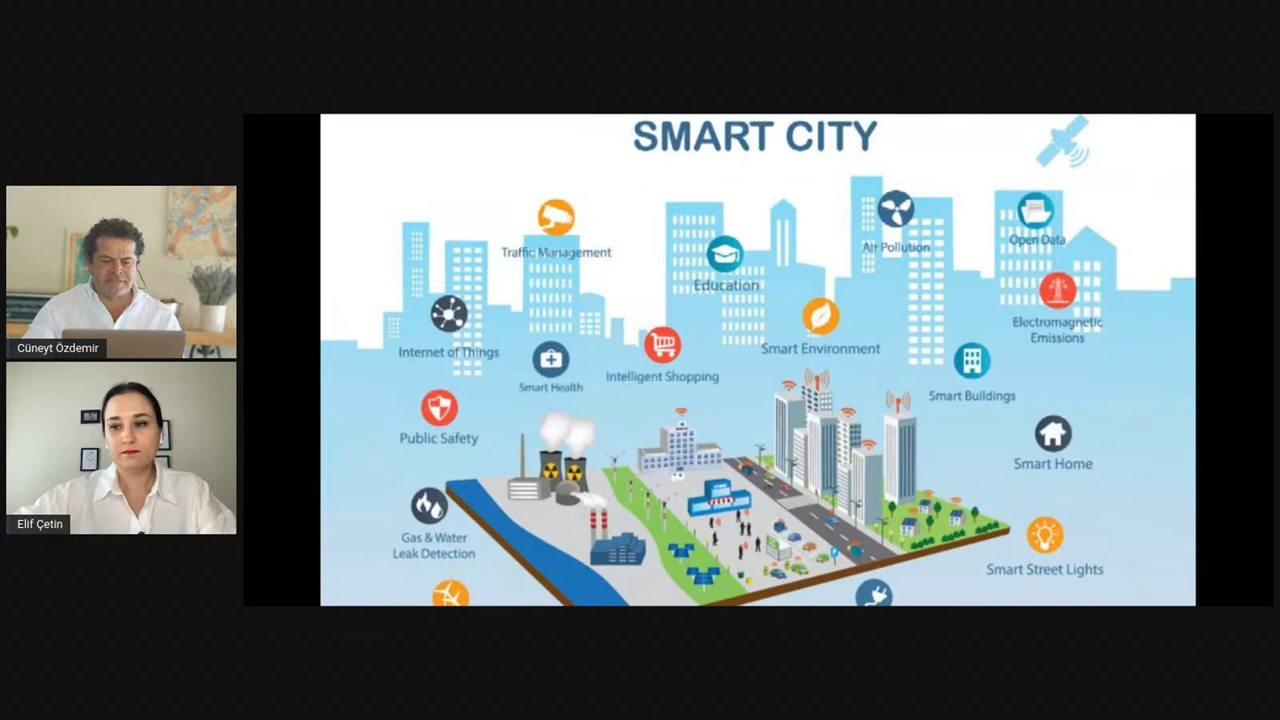 SMART CITY
Traffic Management
Air Pollution
Open Data
Education
Electromagnetic
Emissions
Internet of Things
Smart Environment
Intelligent Shopping
Smart Health
Smart Buildings
Public Safety
Smart Home
Gas & Water
Leak Detection
Smart Street Lights
Cüneyt Özdemir
Elif Çetin